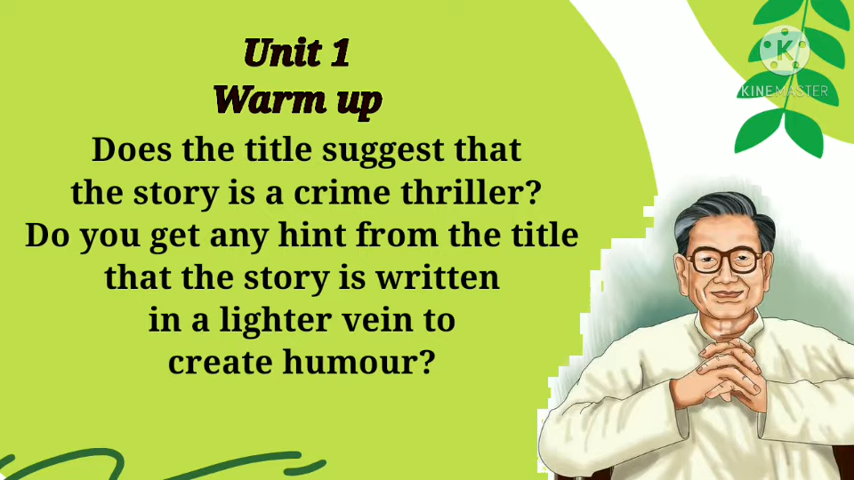 Unit 1
Warm up
Does the title suggest that
the story is a crime thriller?
Do you get any hint from the title
that the story is written
in a lighter vein to
create humour?
K
KINEMASTER